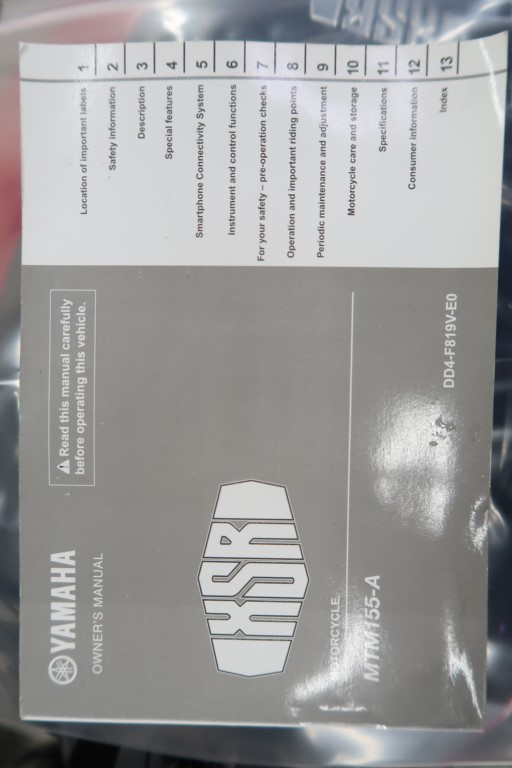 YAMAHA
OWNER'S MANUAL
⚠ Read this manual carefully
before operating this vehicle.
XSR
MOTORCYCLE
MTM155-A
DD4-F819V-E0
Location of important labels 1
Safety information 2
Description 3
Special features 4
Smartphone Connectivity System 5
Instrument and control functions 6
For your safety – pre-operation checks 7
Operation and important riding points 8
Periodic maintenance and adjustment 9
Motorcycle care and storage 10
Specifications 11
Consumer information 12
Index 13